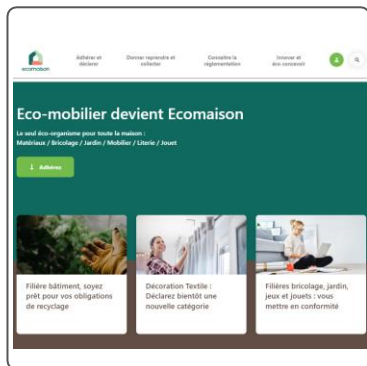 ecomaison
Adhérer et
déclarer
Donner reprendre et
collecter
Connaître la
réglementation
Innover et
éco concevoir
Eco-mobilier devient Ecomaison
Le seul éco-organisme pour toute la maison :
Matériaux / Bricolage / Jardin / Mobilier / Literie / Jouet
Adhérez
Filière bâtiment, soyez
prêt pour vos obligations
de recyclage
Décoration Textile :
Déclarez bientôt une
nouvelle catégorie
Filières bricolage, jardin,
jeux et jouets : vous
mettre en conformité